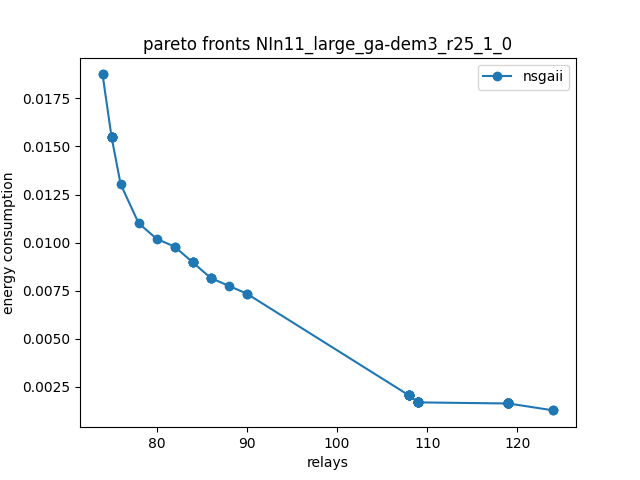 pareto fronts NIn11_large_ga-dem3_r25_1_0
nsgaii
energy consumption
0.0175
0.0150
0.0125
0.0100
0.0075
0.0050
0.0025
80 90 100 110 120
relays